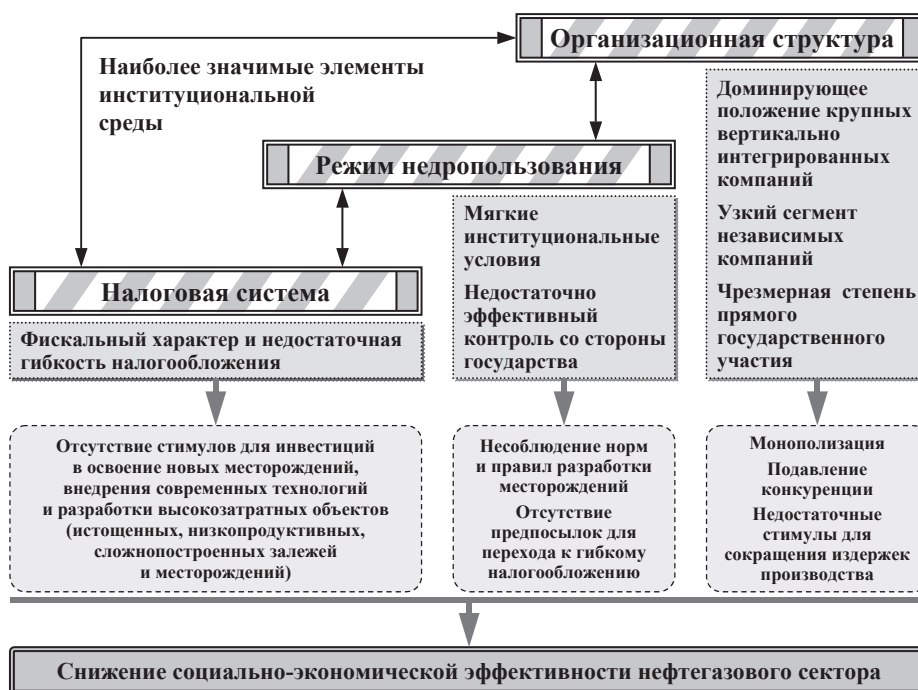 Организационная структура
Наиболее значимые элементы
институциональной
среды
Режим недропользования
Налоговая система
Фискальный характер и недостаточная
гибкость налогообложения
Мягкие
институциональные
условия
Недостаточно
эффективный
контроль со стороны
государства
Доминирующее
положение крупных
вертикально
интегрированных
компаний
Узкий сегмент
независимых
компаний
Чрезмерная степень
прямого
государственного
участия
Отсутствие стимулов для инвестиций
в освоение новых месторождений,
внедрения современных технологий
и разработки высокозатратных объектов
(истощенных, низкопродуктивных,
сложнопостроенных залежей
и месторождений)
Несоблюдение норм
и правил разработки
месторождений
Отсутствие
предпосылок для
перехода к гибкому
налогообложению
Монополизация
Подавление
конкуренции
Недостаточные
стимулы для
сокращения издержек
производства
Снижение социально-экономической эффективности нефтегазового сектора